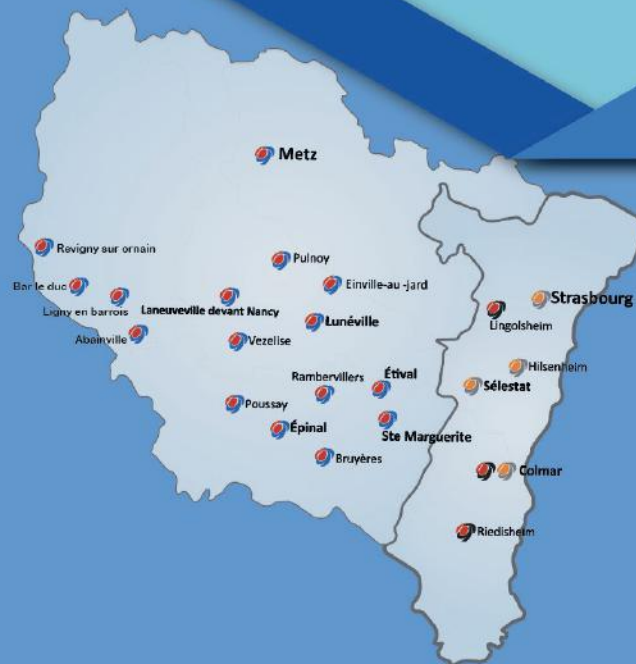 Metz
Revigny sur ornain
Pulnoy
Bar le duc
Einville-au -jard
Ligny en barrois
Laneuveville devant Nancy
Strasbourg
Lingolsheim
Lunéville
Abainville
Vezelise
Hilsenheim
Rambervillers
Étival
Sélestat
Poussay
Épinal
Ste Marguerite
Bruyères
Colmar
Riedisheim